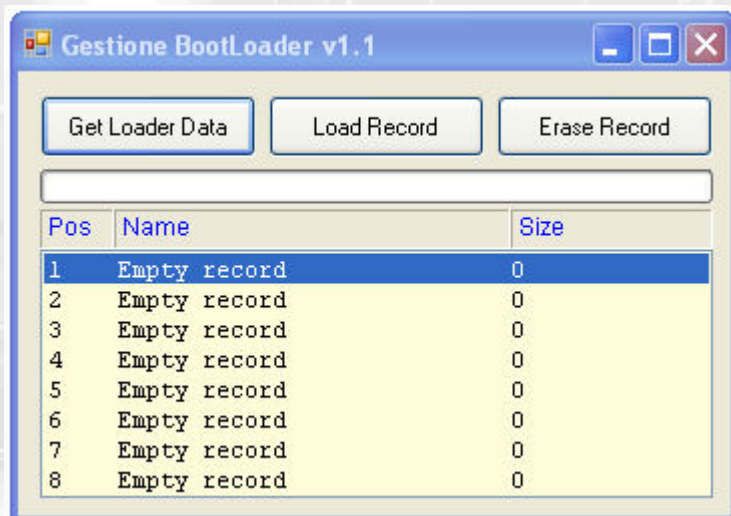 Gestione BootLoader v1.1
Get Loader Data Load Record Erase Record
Pos Name Size
1 Empty record 0
2 Empty record 0
3 Empty record 0
4 Empty record 0
5 Empty record 0
6 Empty record 0
7 Empty record 0
8 Empty record 0